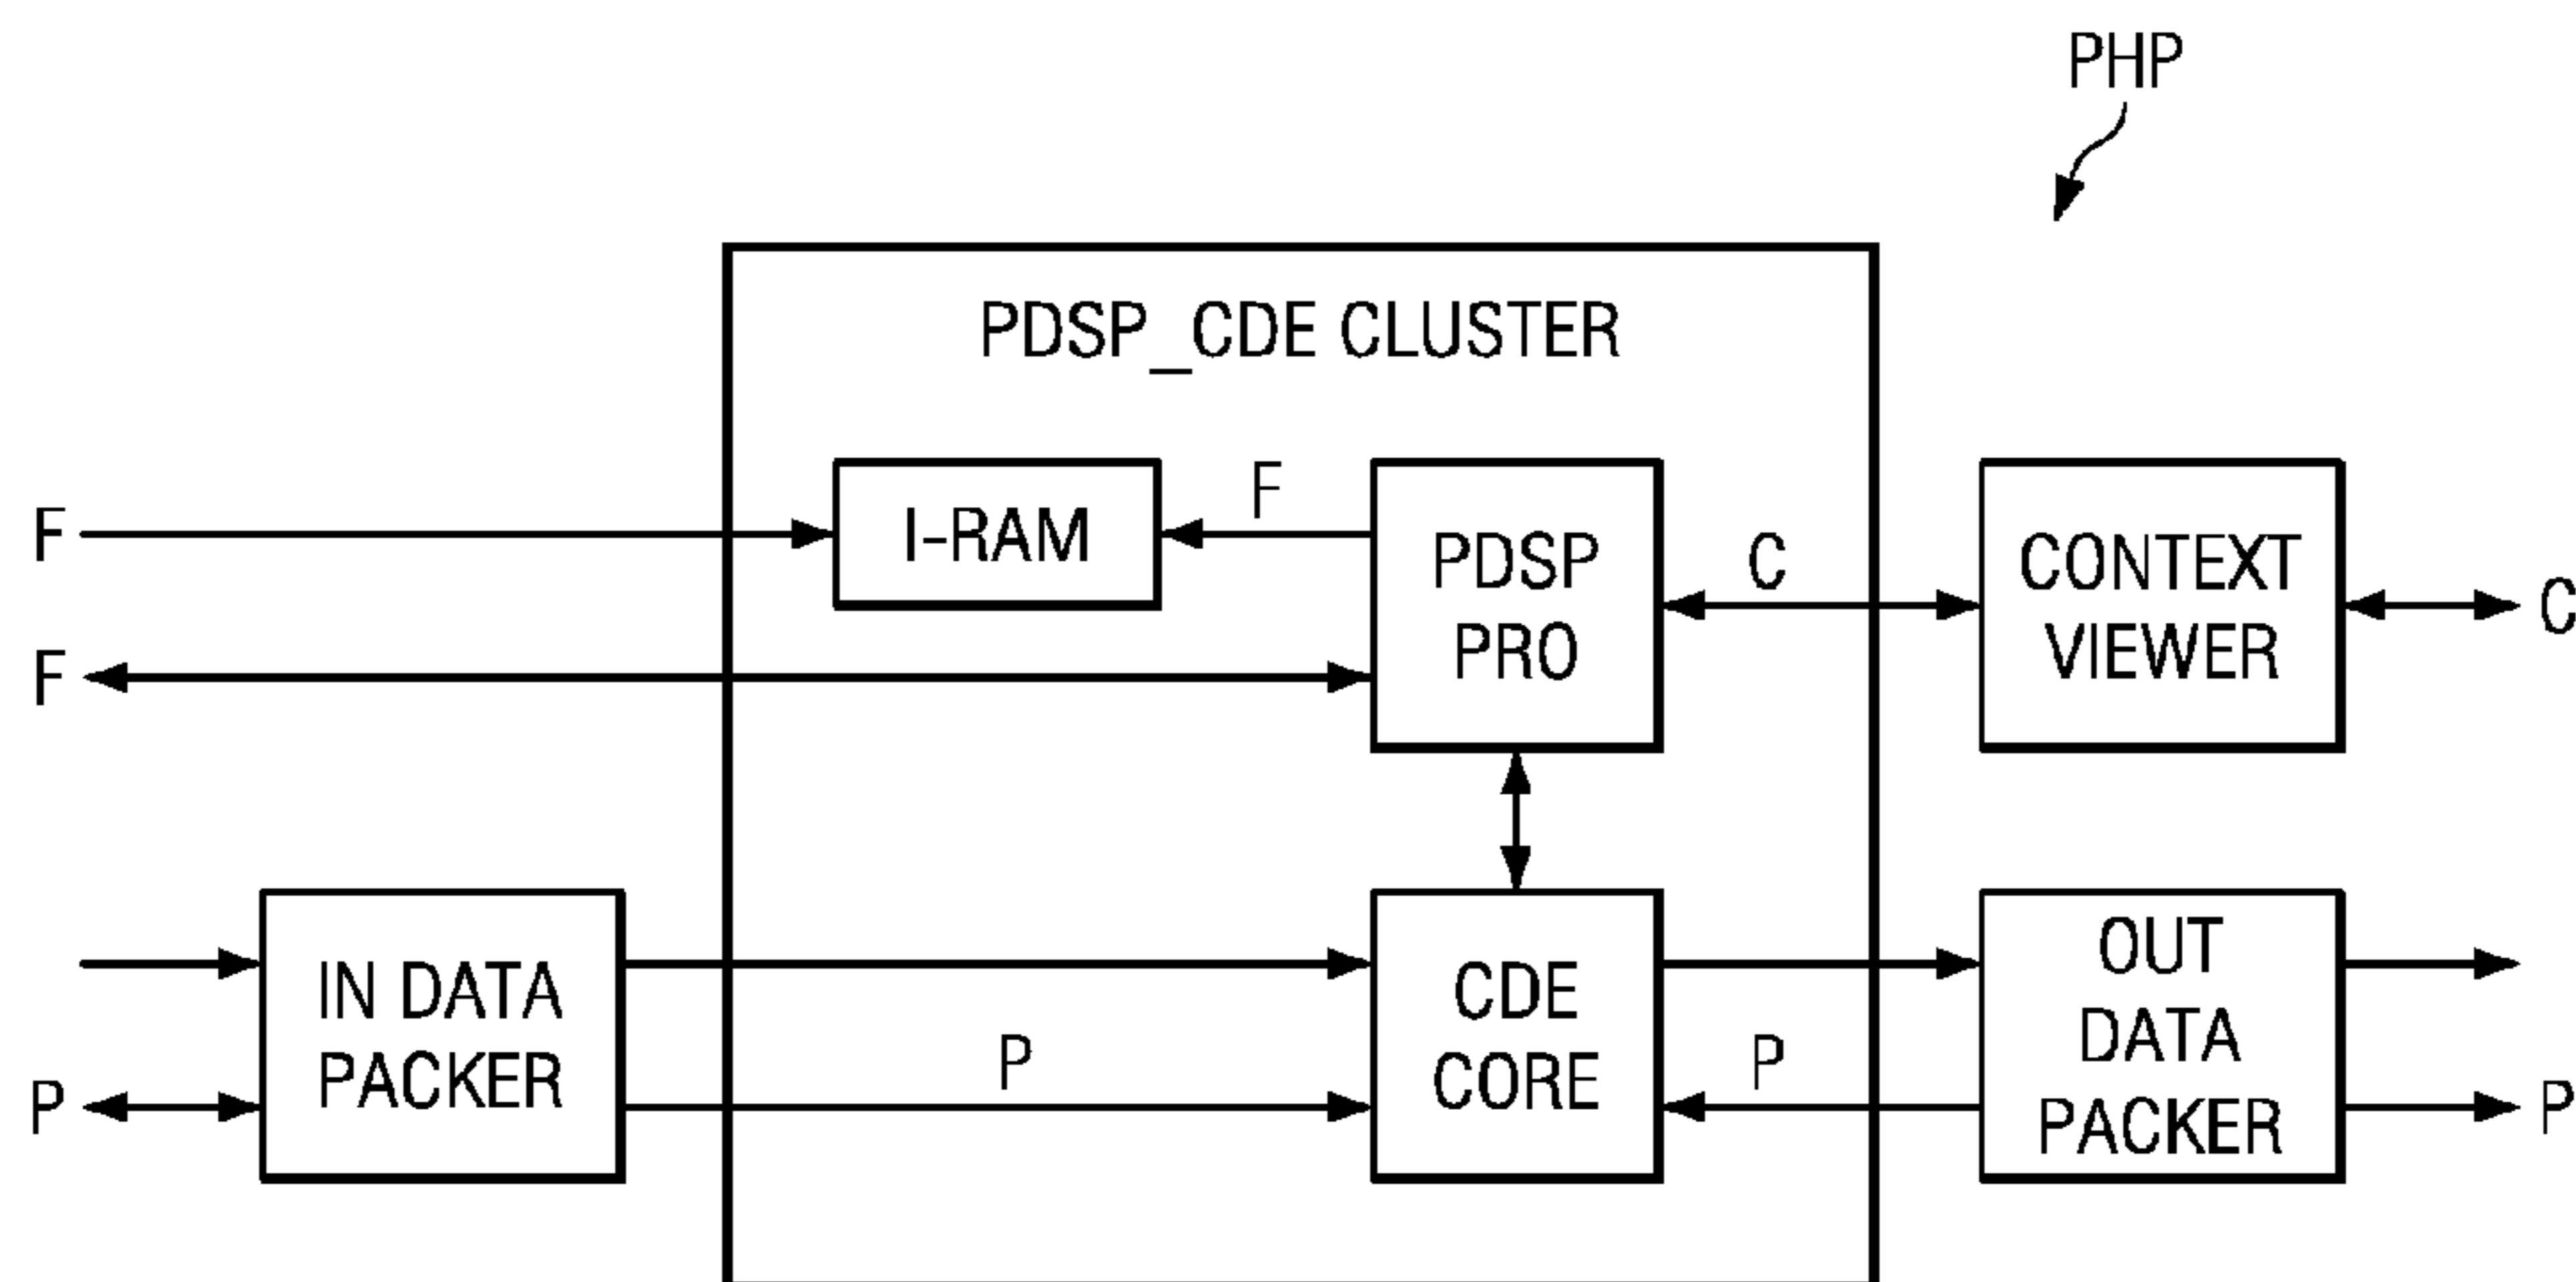 PHP
PDSP_CDE CLUSTER
F
I-RAM
F
PDSP
PRO
C
CONTEXT
VIEWER
C
F
IN DATA
PACKER
P
P
CDE
CORE
P
OUT
DATA
PACKER
P